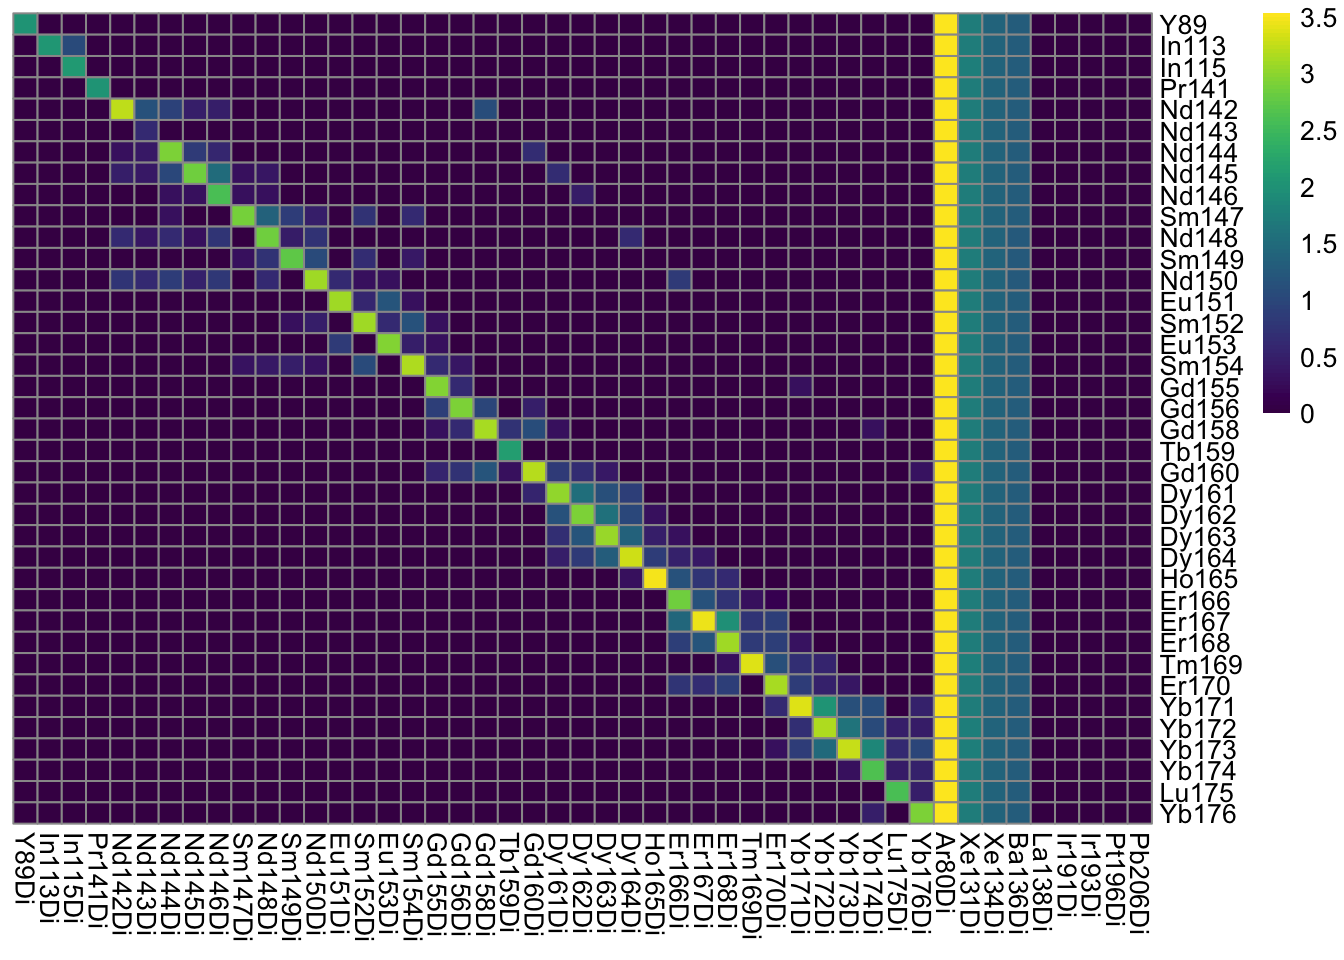 Y89
In113
In115
Pr141
Nd142
Nd143
Nd144
Nd145
Nd146
Sm147
Nd148
Sm149
Nd150
Eu151
Sm152
Eu153
Sm154
Gd155
Gd156
Gd158
Tb159
Gd160
Dy161
Dy162
Dy163
Dy164
Ho165
Er166
Er167
Er168
Tm169
Er170
Yb171
Yb172
Yb173
Yb174
Lu175
Yb176
3.5
3
2.5
2
1.5
1
0.5
0
Y89Di
In113Di
In115Di
Pr141Di
Nd142Di
Nd143Di
Nd144Di
Nd145Di
Nd146Di
Sm147Di
Nd148Di
Sm149Di
Nd150Di
Eu151Di
Sm152Di
Eu153Di
Sm154Di
Gd155Di
Gd156Di
Gd158Di
Tb159Di
Gd160Di
Dy161Di
Dy162Di
Dy163Di
Dy164Di
Ho165Di
Er166Di
Er167Di
Er168Di
Tm169Di
Er170Di
Yb171Di
Yb172Di
Yb173Di
Yb174Di
Lu175Di
Yb176Di
Ar80Di
Xe131Di
Xe134Di
Ba136Di
La138Di
Ir191Di
Ir193Di
Pt196Di
Pb206Di